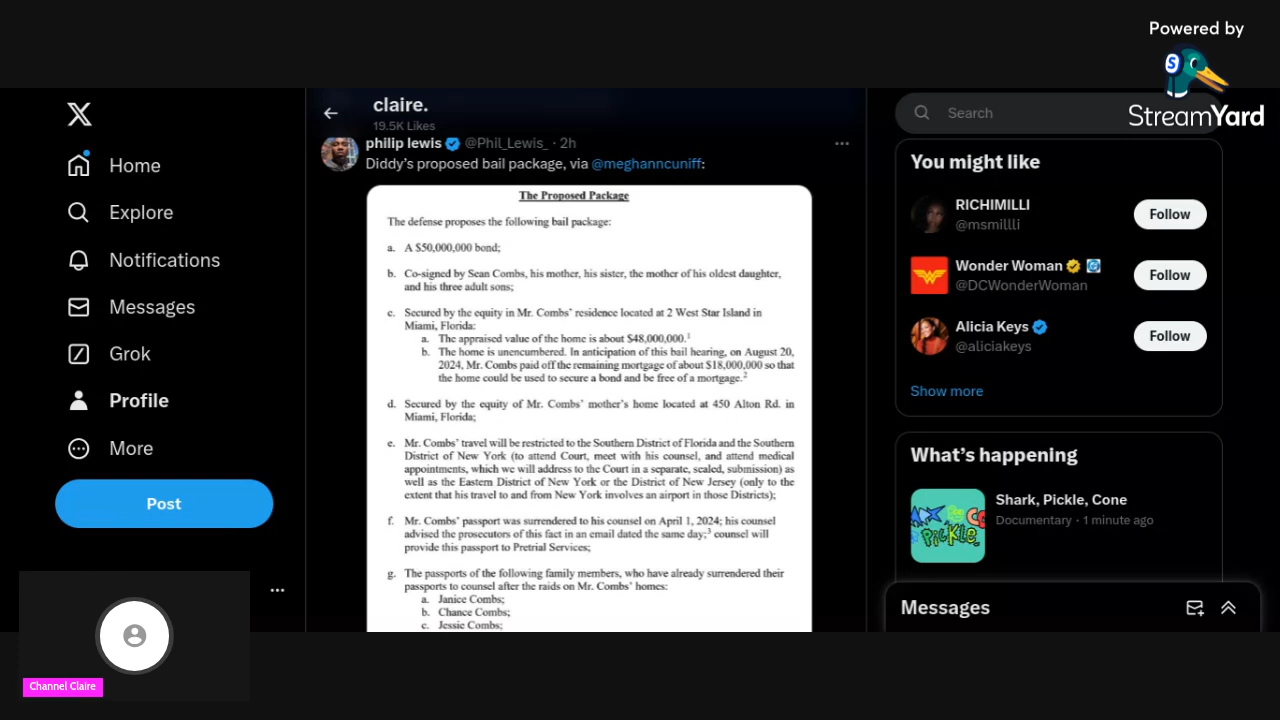 Powered by
StreamYard
Home
Explore
Notifications
Messages
Grok
Profile
More
Post
Channel Claire
claire.
19.5K Likes
philip lewis @Phil_Lewis_ · 2h
Diddy’s proposed bail package, via @meghanncuniff:
The Proposed Package
The defense proposes the following bail package:
a. A $50,000,000 bond;
b. Co-signed by Sean Combs, his mother, his sister, the mother of his oldest daughter,
and his three adult sons;
c. Secured by the equity in Mr. Combs’ residence located at 2 West Star Island in
Miami, Florida:
a. The appraised value of the home is about $48,000,000.1
b. The home is unencumbered. In anticipation of this bail hearing, on August 20,
2024, Mr. Combs paid off the remaining mortgage of about $18,000,000 so that
the home could be used to secure a bond and be free of a mortgage.2
d. Secured by the equity of Mr. Combs’ mother’s home located at 450 Alton Rd. in
Miami, Florida;
e. Mr. Combs’ travel will be restricted to the Southern District of Florida and the Southern
District of New York (to attend Court, meet with his counsel, and attend medical
appointments, which we will address to the Court in a separate, sealed, submission) as
well as the Eastern District of New York or the District of New Jersey (only to the
extent that his travel to and from New York involves an airport in those Districts);
f. Mr. Combs’ passport was surrendered to his counsel on April 1, 2024; his counsel
advised the prosecutors of this fact in an email dated the same day;3 counsel will
provide this passport to Pretrial Services;
g. The passports of the following family members, who have already surrendered their
passports to counsel after the raids on Mr. Combs’ homes:
a. Janice Combs;
b. Chance Combs;
c. Jessie Combs;
Search
You might like
RICHIMILLI
@msmillli
Follow
Wonder Woman
@DCWonderWoman
Follow
Alicia Keys
@aliciakeys
Follow
Show more
What’s happening
Shark, Pickle, Cone
Documentary · 1 minute ago
PICKLE
Messages